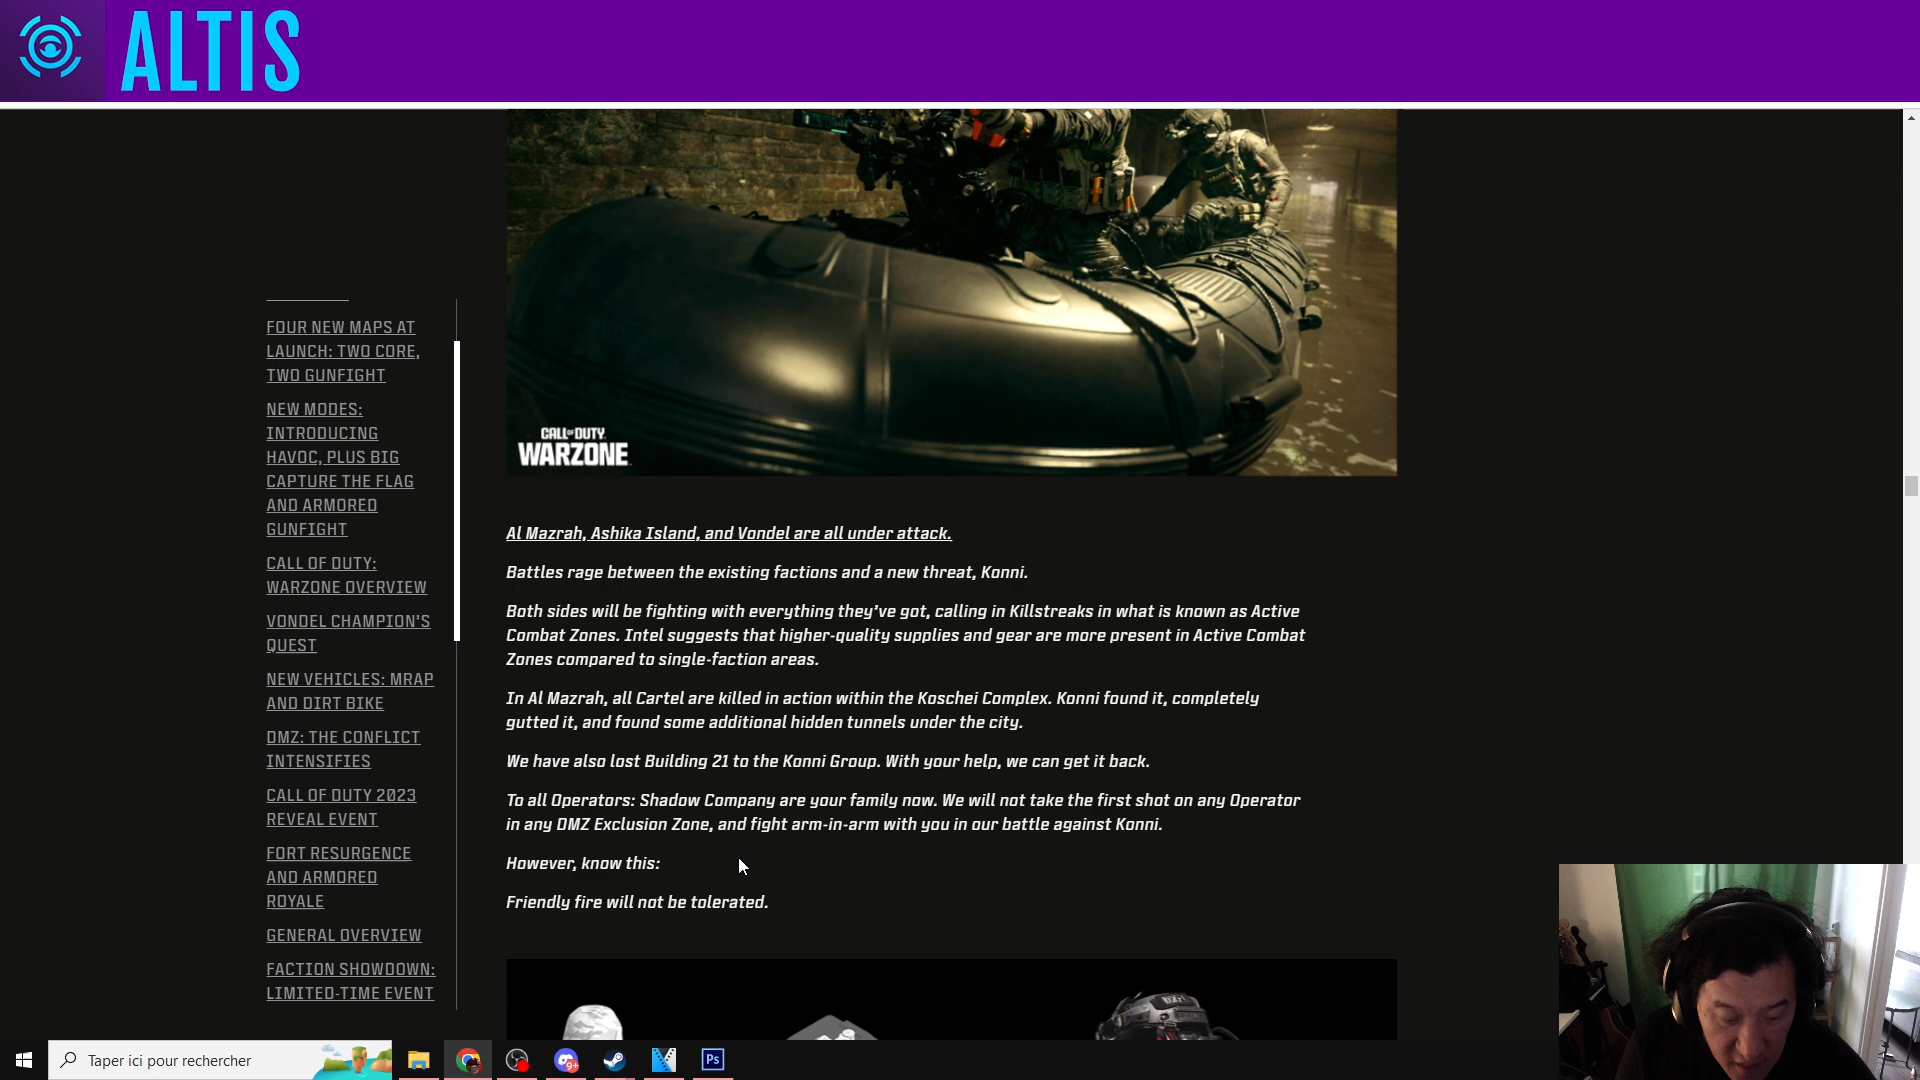 ALTIS
CALL OF DUTY
WARZONE
FOUR NEW MAPS AT
LAUNCH: TWO CORE,
TWO GUNFIGHT
NEW MODES:
INTRODUCING
HAVOC, PLUS BIG
CAPTURE THE FLAG
AND ARMORED
GUNFIGHT
CALL OF DUTY:
WARZONE OVERVIEW
VONDEL CHAMPION'S
QUEST
NEW VEHICLES: MRAP
AND DIRT BIKE
DMZ: THE CONFLICT
INTENSIFIES
CALL OF DUTY 2023
REVEAL EVENT
FORT RESURGENCE
AND ARMORED
ROYALE
GENERAL OVERVIEW
FACTION SHOWDOWN:
LIMITED-TIME EVENT
Al Mazrah, Ashika Island, and Vondel are all under attack.
Battles rage between the existing factions and a new threat, Konni.
Both sides will be fighting with everything they've got, calling in Killstreaks in what is known as Active
Combat Zones. Intel suggests that higher-quality supplies and gear are more present in Active Combat
Zones compared to single-faction areas.
In Al Mazrah, all Cartel are killed in action within the Koschei Complex. Konni found it, completely
gutted it, and found some additional hidden tunnels under the city.
We have also lost Building 21 to the Konni Group. With your help, we can get it back.
To all Operators: Shadow Company are your family now. We will not take the first shot on any Operator
in any DMZ Exclusion Zone, and fight arm-in-arm with you in our battle against Konni.
However, know this:
Friendly fire will not be tolerated.
Taper ici pour rechercher
9+
Ps